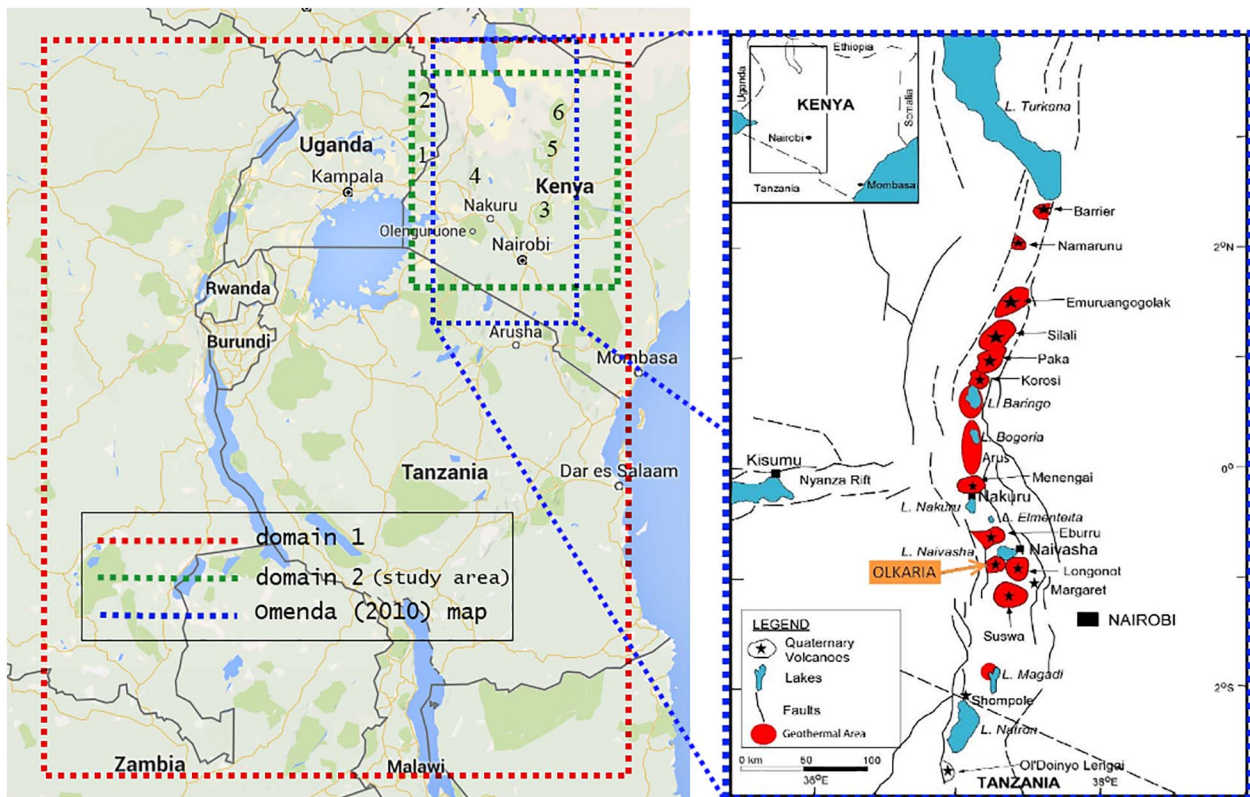 2
6
Uganda
1
5
Kampala
4
Kenya
Nakuru
3
Olenguruone
Nairobi
Rwanda
Burundi
Arusha
Mombasa
Tanzania
Dar es Salaam
domain 1
domain 2 (study area)
Omenda (2010) map
Zambia
Malawi
Ethiopia
Uganda
KENYA
Somalia
Nairobi
Tanzania
Mombasa
L. Turkana
Barrier
Namarunu
2°N
Emuruangogolak
Silali
Paka
Korosi
L. Baringo
L. Bogoria
Arus
0°
Kisumu
Nyanza Rift
Menengai
Nakuru
L. Nakuru
L. Elmenteita
Eburru
L. Naivasha
Naivasha
OLKARIA
Longonot
Margaret
NAIROBI
Suswa
LEGEND
Quaternary
Volcanoes
Lakes
Faults
Geothermal Area
L. Magadi
2°S
Shompole
L. Natron
0 km 50 100
36°E
38°E
Ol'Doinyo Lengai
TANZANIA